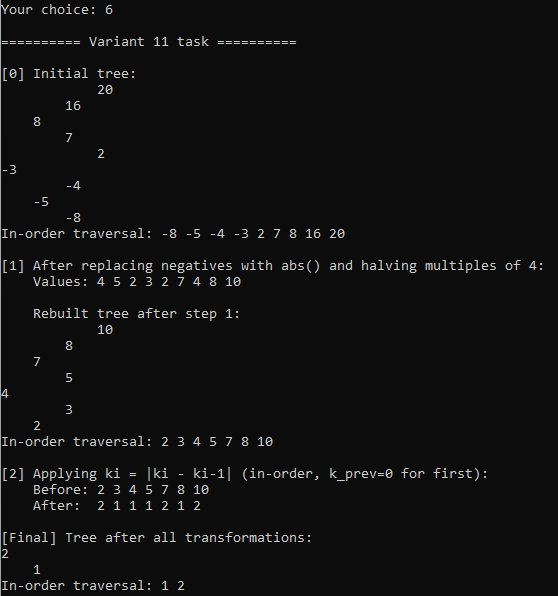 Your choice: 6
========== Variant 11 task ==========
[0] Initial tree:
            20
        16
    8
        7
            2
-3
        -4
    -5
        -8
In-order traversal: -8 -5 -4 -3 2 7 8 16 20
[1] After replacing negatives with abs() and halving multiples of 4:
    Values: 4 5 2 3 2 7 4 8 10
    Rebuilt tree after step 1:
            10
        8
    7
        5
4
        3
    2
In-order traversal: 2 3 4 5 7 8 10
[2] Applying ki = |ki - ki-1| (in-order, k_prev=0 for first):
    Before: 2 3 4 5 7 8 10
    After:  2 1 1 1 2 1 2
[Final] Tree after all transformations:
2
    1
In-order traversal: 1 2